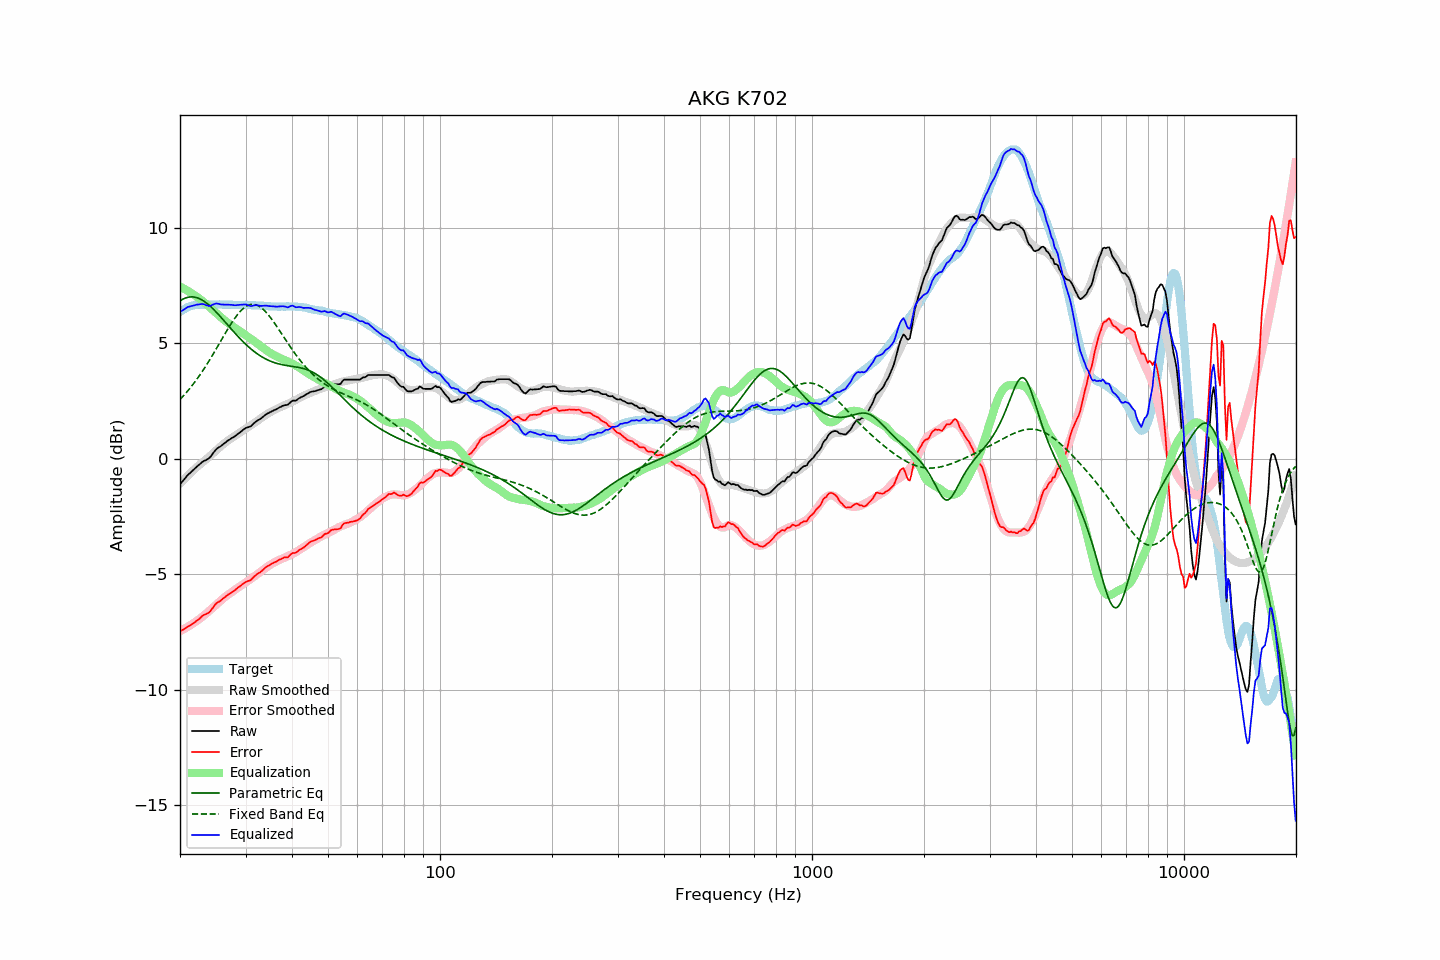 AKG K702
Amplitude (dBr)
10
5
0
−5
−10
−15
Target
Raw Smoothed
Error Smoothed
Raw
Error
Equalization
Parametric Eq
Fixed Band Eq
Equalized
100
1000
10000
Frequency (Hz)